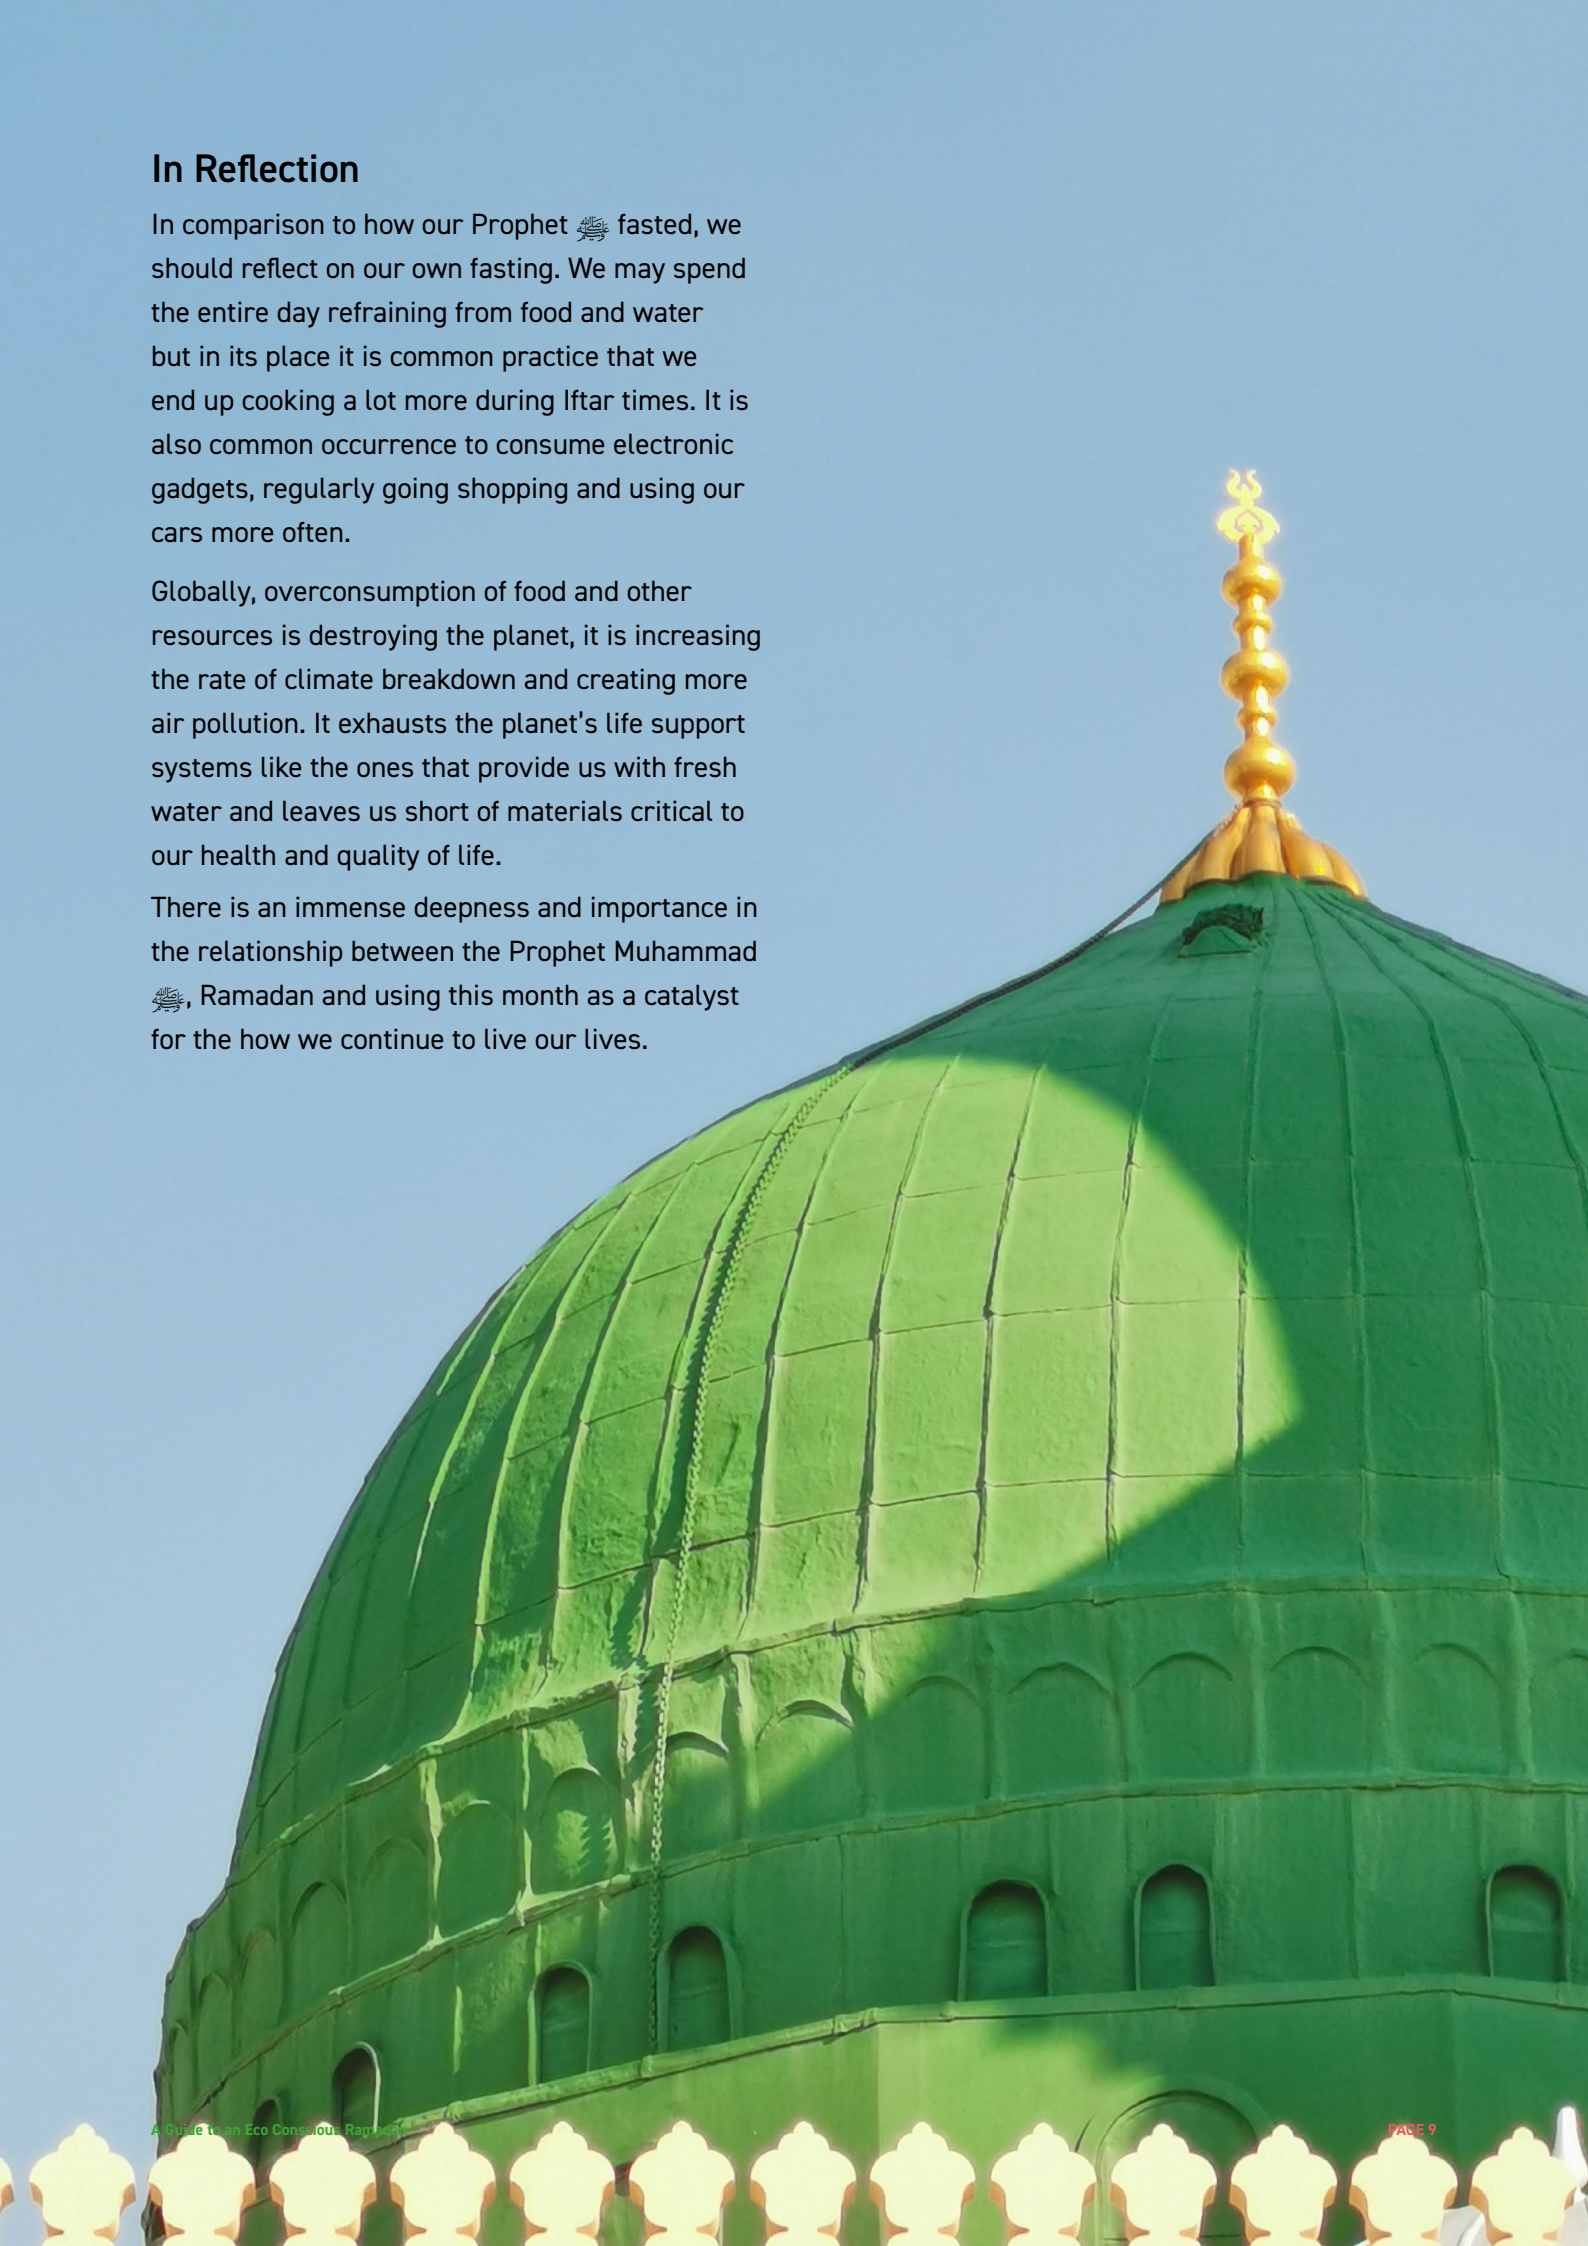 In Reflection
In comparison to how our Prophet ﷺ fasted, we
should reflect on our own fasting. We may spend
the entire day refraining from food and water
but in its place it is common practice that we
end up cooking a lot more during Iftar times. It is
also common occurrence to consume electronic
gadgets, regularly going shopping and using our
cars more often.
Globally, overconsumption of food and other
resources is destroying the planet, it is increasing
the rate of climate breakdown and creating more
air pollution. It exhausts the planet's life support
systems like the ones that provide us with fresh
water and leaves us short of materials critical to
our health and quality of life.
There is an immense deepness and importance in
the relationship between the Prophet Muhammad
ﷺ, Ramadan and using this month as a catalyst
for the how we continue to live our lives.
A Guide to an Eco Conscious Ramadan
PAGE 9